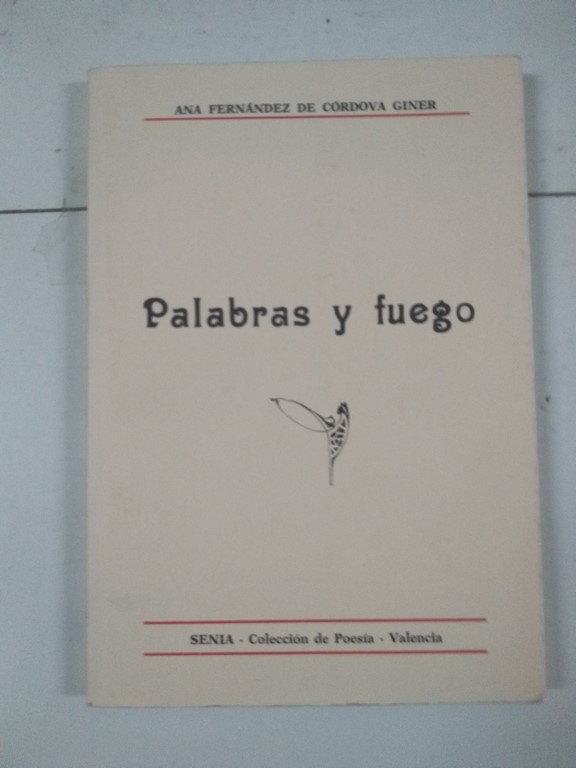 ANA FERNÁNDEZ DE CÓRDOVA GINER
Palabras y fuego
SENIA - Colección de Poesía - Valencia